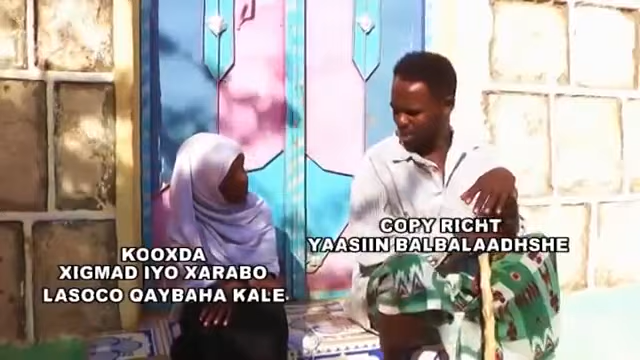 KOOXDA
XIGMAD IYO XARABO
LASOCO QAYBAHA KALE
COPY RICHT
YAASIIN BALBALAADHSHE